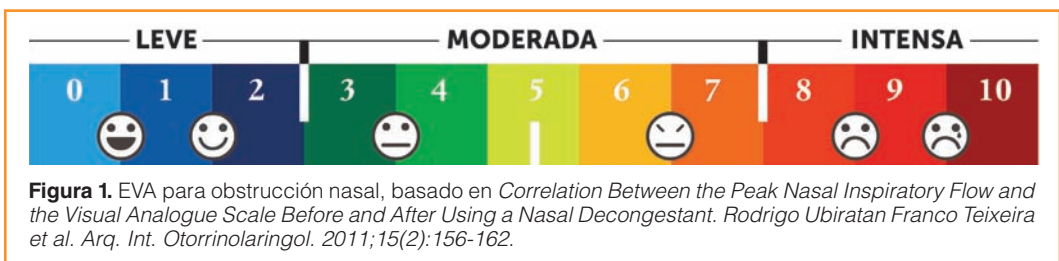 LEVE MODERADA INTENSA
0 1 2 3 4 5 6 7 8 9 10
Figura 1. EVA para obstrucción nasal, basado en Correlation Between the Peak Nasal Inspiratory Flow and
the Visual Analogue Scale Before and After Using a Nasal Decongestant. Rodrigo Ubiratan Franco Teixeira
et al. Arq. Int. Otorrinolaringol. 2011;15(2):156-162.